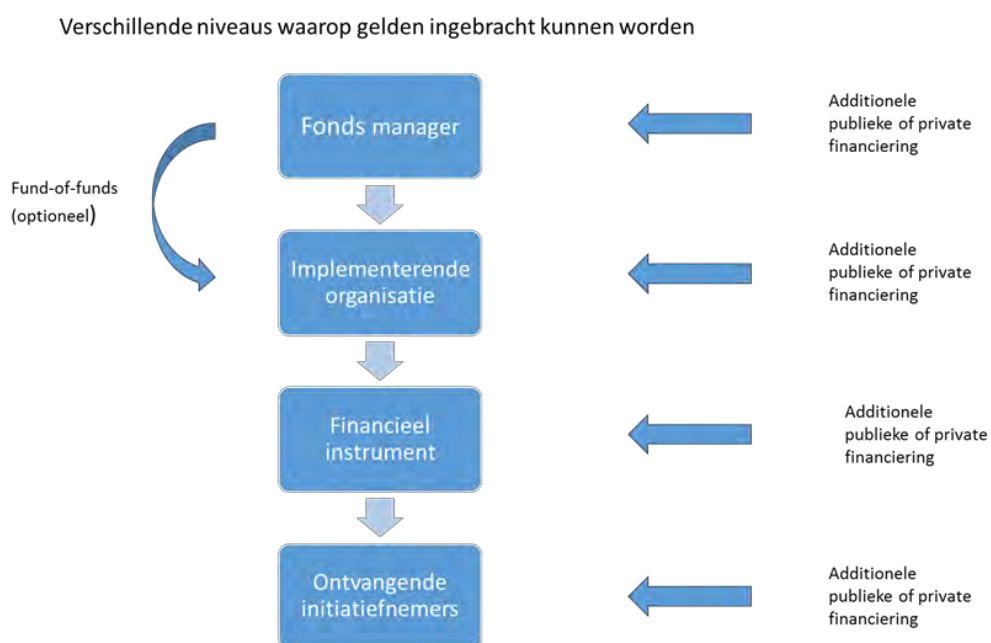 Verschillende niveaus waarop gelden ingebracht kunnen worden
Fonds manager
Additionele
publieke of private
financiering
Fund-of-funds
(optioneel)
Implementerende
organisatie
Additionele
publieke of private
financiering
Financieel
instrument
Additionele
publieke of private
financiering
Ontvangende
initiatiefnemers
Additionele
publieke of private
financiering